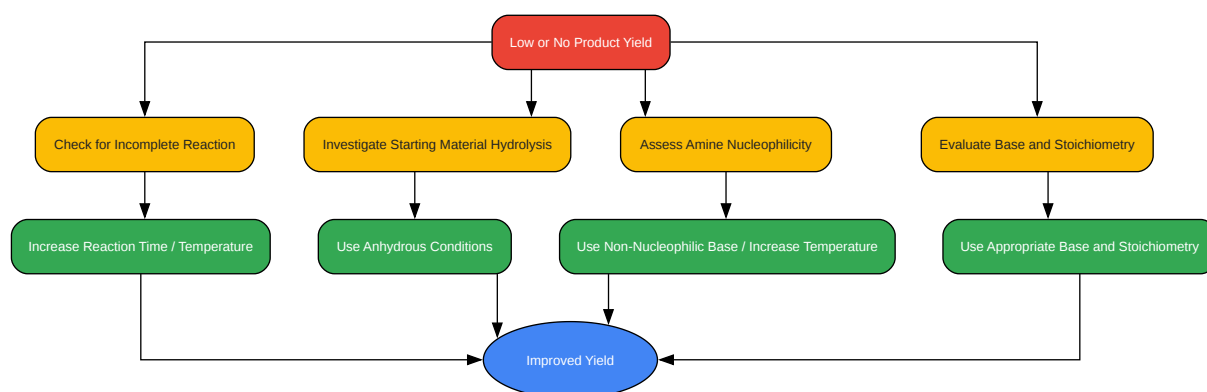 Low or No Product Yield
Check for Incomplete Reaction
Investigate Starting Material Hydrolysis
Assess Amine Nucleophilicity
Evaluate Base and Stoichiometry
Increase Reaction Time / Temperature
Use Anhydrous Conditions
Use Non-Nucleophilic Base / Increase Temperature
Use Appropriate Base and Stoichiometry
Improved Yield